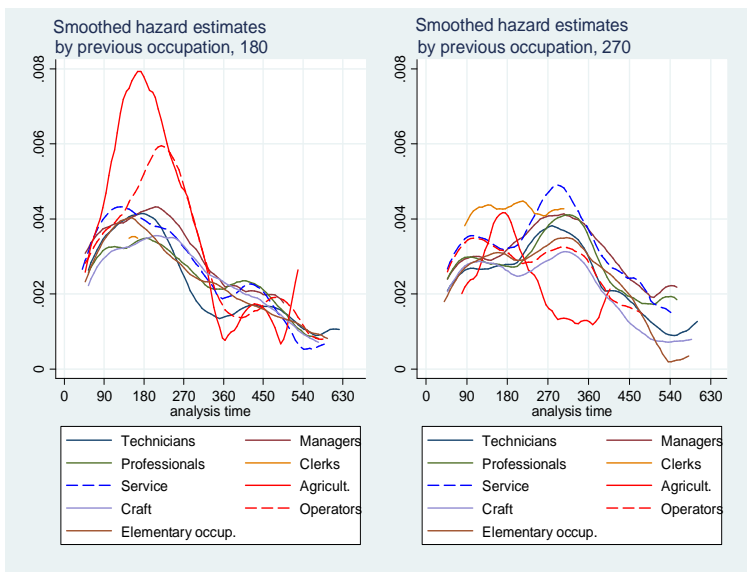 Smoothed hazard estimates
by previous occupation, 180
.008
.006
.004
.002
0
0 90 180 270 360 450 540 630
analysis time
Technicians Managers
Professionals Clerks
Service Agricult.
Craft Operators
Elementary occup.
Smoothed hazard estimates
by previous occupation, 270
.008
.006
.004
.002
0
0 90 180 270 360 450 540 630
analysis time
Technicians Managers
Professionals Clerks
Service Agricult.
Craft Operators
Elementary occup.